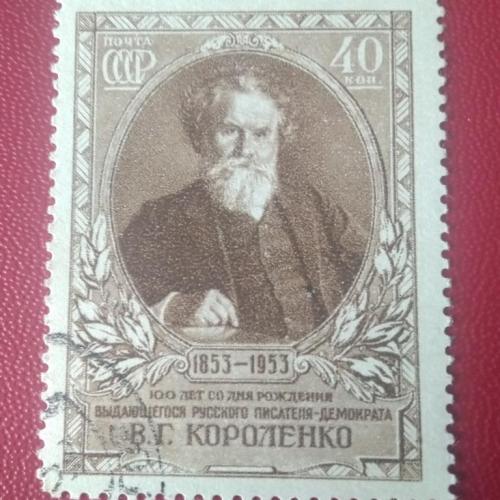 ПОЧТА
СССР
40
КОП.
1853–1953
100 ЛЕТ СО ДНЯ РОЖДЕНИЯ
ВЫДАЮЩЕГОСЯ РУССКОГО ПИСАТЕЛЯ-ДЕМОКРАТА
В.Г. КОРОЛЕНКО